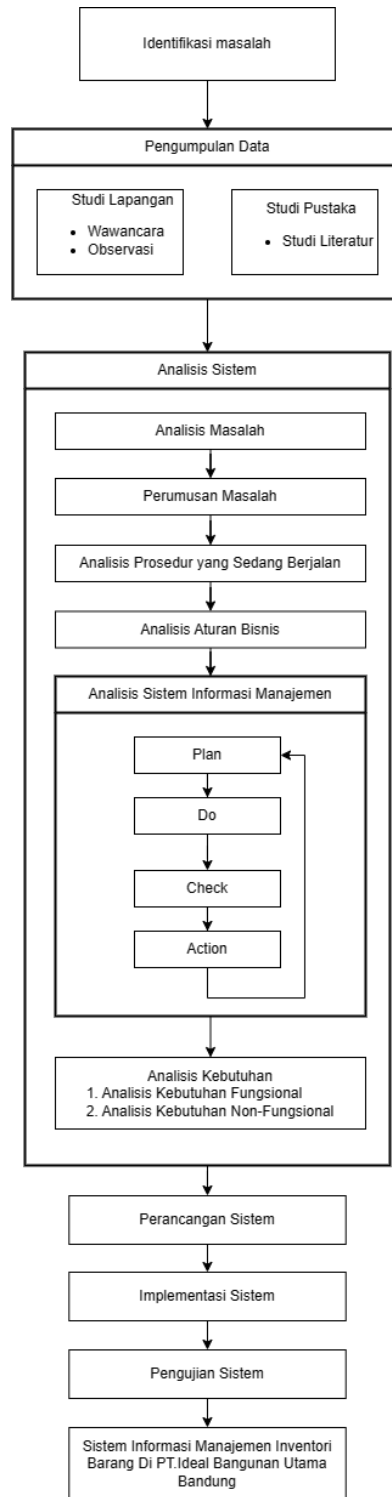 Identifikasi masalah
Pengumpulan Data
Studi Lapangan
• Wawancara
• Observasi
Studi Pustaka
• Studi Literatur
Analisis Sistem
Analisis Masalah
Perumusan Masalah
Analisis Prosedur yang Sedang Berjalan
Analisis Aturan Bisnis
Analisis Sistem Informasi Manajemen
Plan
Do
Check
Action
Analisis Kebutuhan
1. Analisis Kebutuhan Fungsional
2. Analisis Kebutuhan Non-Fungsional
Perancangan Sistem
Implementasi Sistem
Pengujian Sistem
Sistem Informasi Manajemen Inventori
Barang Di PT.Ideal Bangunan Utama
Bandung